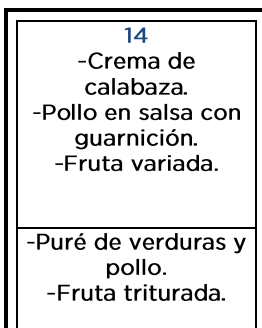 14
-Crema de
calabaza.
-Pollo en salsa con
guarnición.
-Fruta variada.
-Puré de verduras y
pollo.
-Fruta triturada.